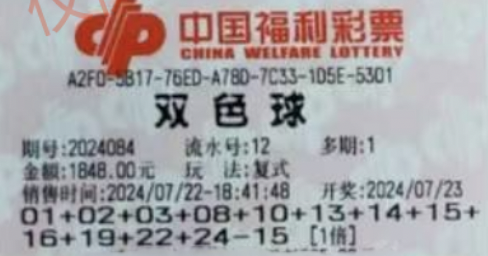 中国福利彩票
CHINA WELFARE LOTTERY
A2F0-5B17-76ED-A78D-7C33-105E-5301
双色球
期号:2024084 流水号:12 多期:1
金额:1848.00元 玩 法:复式
销售时间:2024/07/22-18:41:48 开奖:2024/07/23
01+02+03+08+10+13+14+15+
16+19+22+24-15 [1倍]